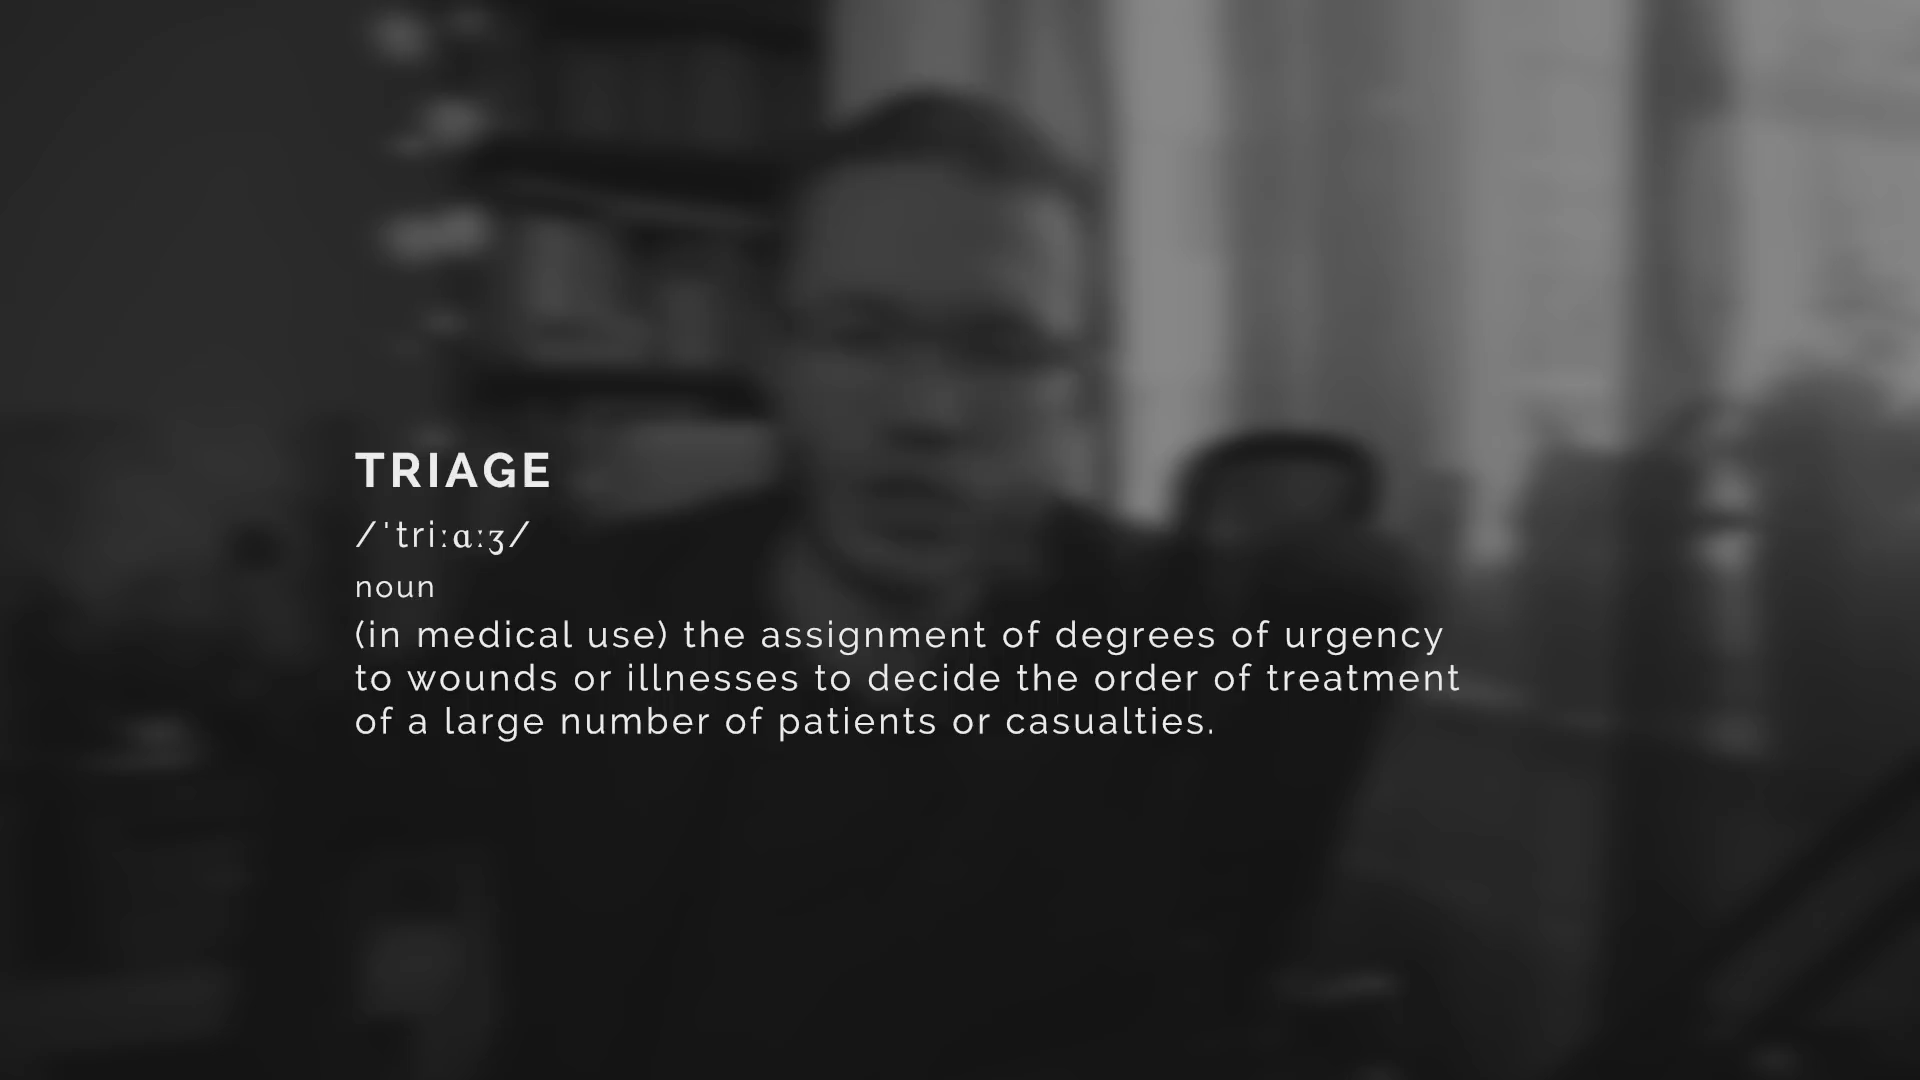 TRIAGE
/ˈtriːɑːʒ/
noun
(in medical use) the assignment of degrees of urgency
to wounds or illnesses to decide the order of treatment
of a large number of patients or casualties.